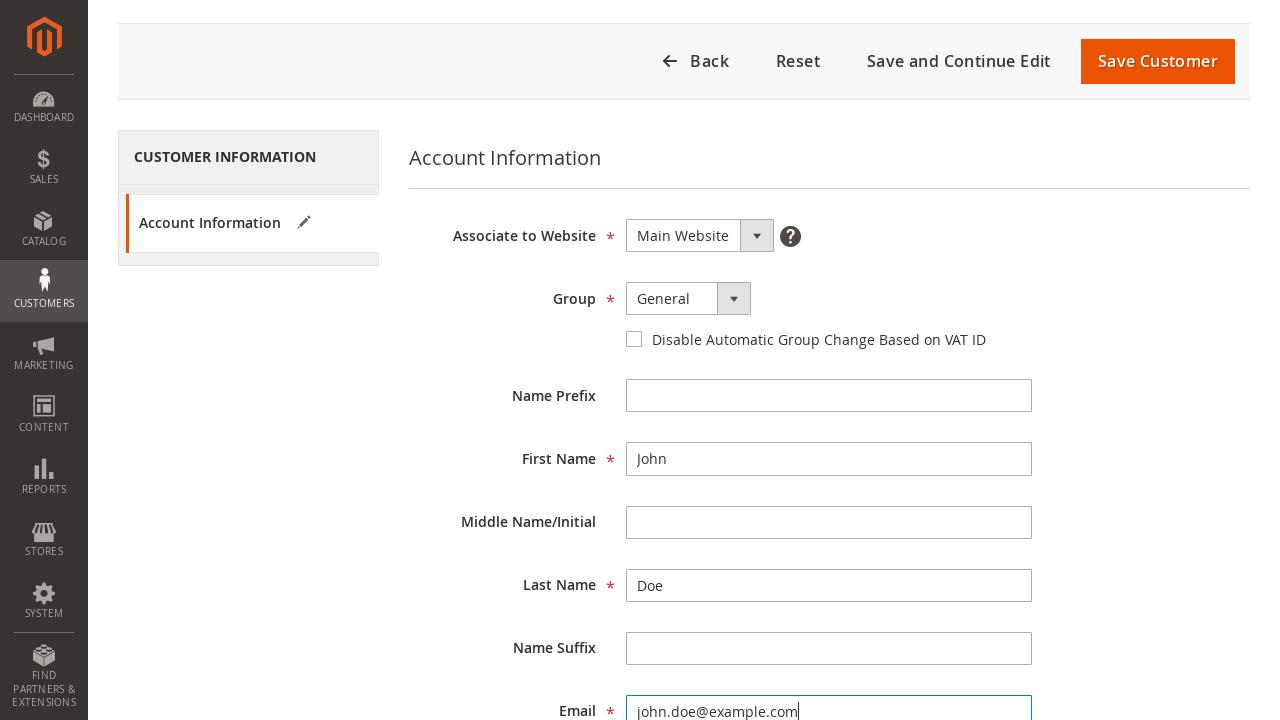 Back
Reset
Save and Continue Edit
Save Customer
DASHBOARD
SALES
CATALOG
CUSTOMERS
MARKETING
CONTENT
REPORTS
STORES
SYSTEM
FIND
PARTNERS &
EXTENSIONS
CUSTOMER INFORMATION
Account Information
Account Information
Associate to Website *
Main Website
?
Group *
General
Disable Automatic Group Change Based on VAT ID
Name Prefix
First Name *
John
Middle Name/Initial
Last Name *
Doe
Name Suffix
Email *
john.doe@example.com